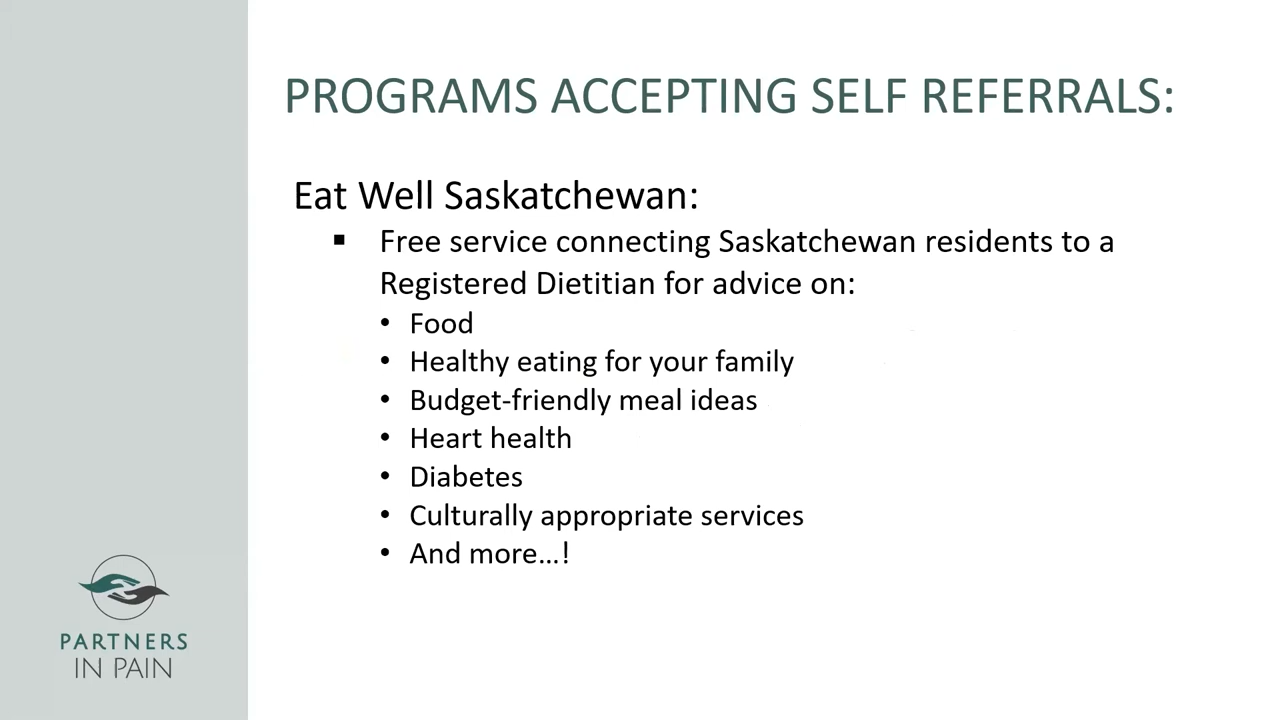 PROGRAMS ACCEPTING SELF REFERRALS:
Eat Well Saskatchewan:
▪ Free service connecting Saskatchewan residents to a
Registered Dietitian for advice on:
• Food
• Healthy eating for your family
• Budget-friendly meal ideas
• Heart health
• Diabetes
• Culturally appropriate services
• And more...!
PARTNERS
IN PAIN